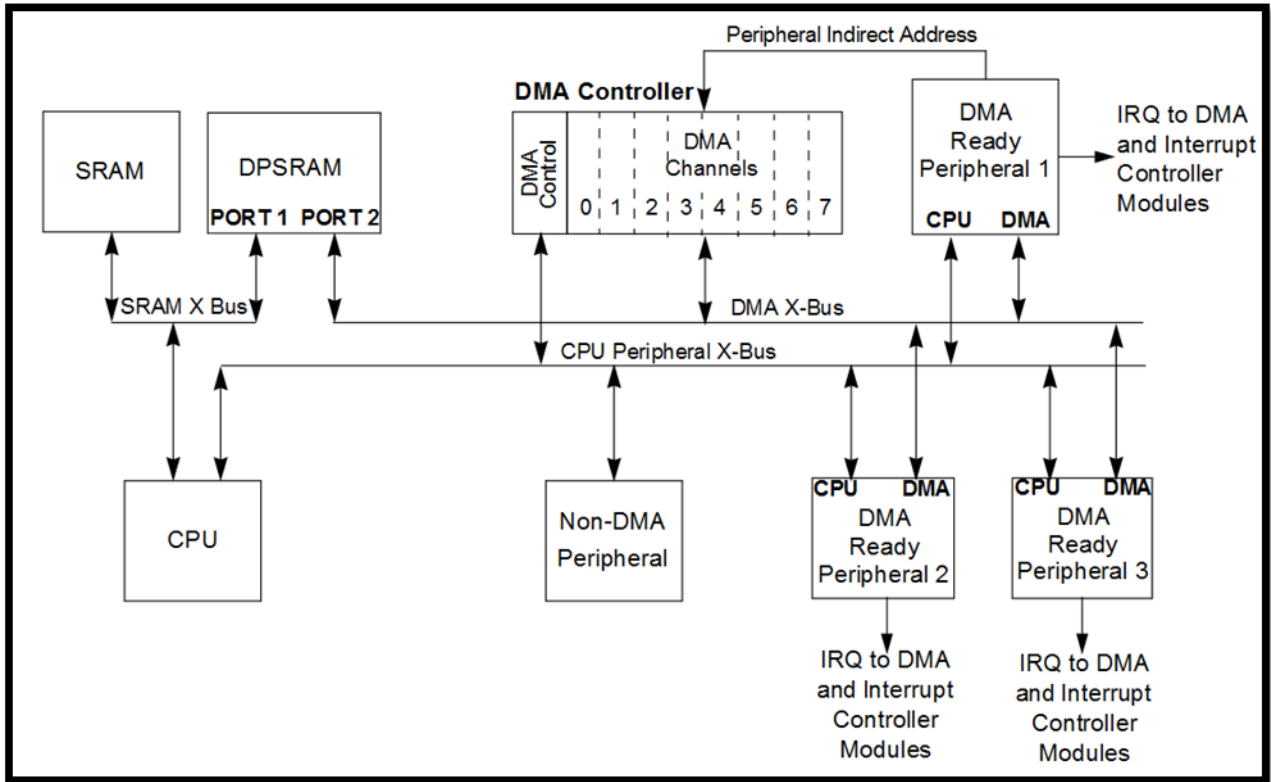 Peripheral Indirect Address
DMA Controller
SRAM
DPSRAM
PORT 1 PORT 2
DMA
Control
DMA
Channels
0 1 2 3 4 5 6 7
DMA
Ready
Peripheral 1
CPU DMA
IRQ to DMA
and Interrupt
Controller
Modules
SRAM X Bus
DMA X-Bus
CPU Peripheral X-Bus
CPU
Non-DMA
Peripheral
CPU DMA
DMA
Ready
Peripheral 2
CPU DMA
DMA
Ready
Peripheral 3
IRQ to DMA
and Interrupt
Controller
Modules
IRQ to DMA
and Interrupt
Controller
Modules